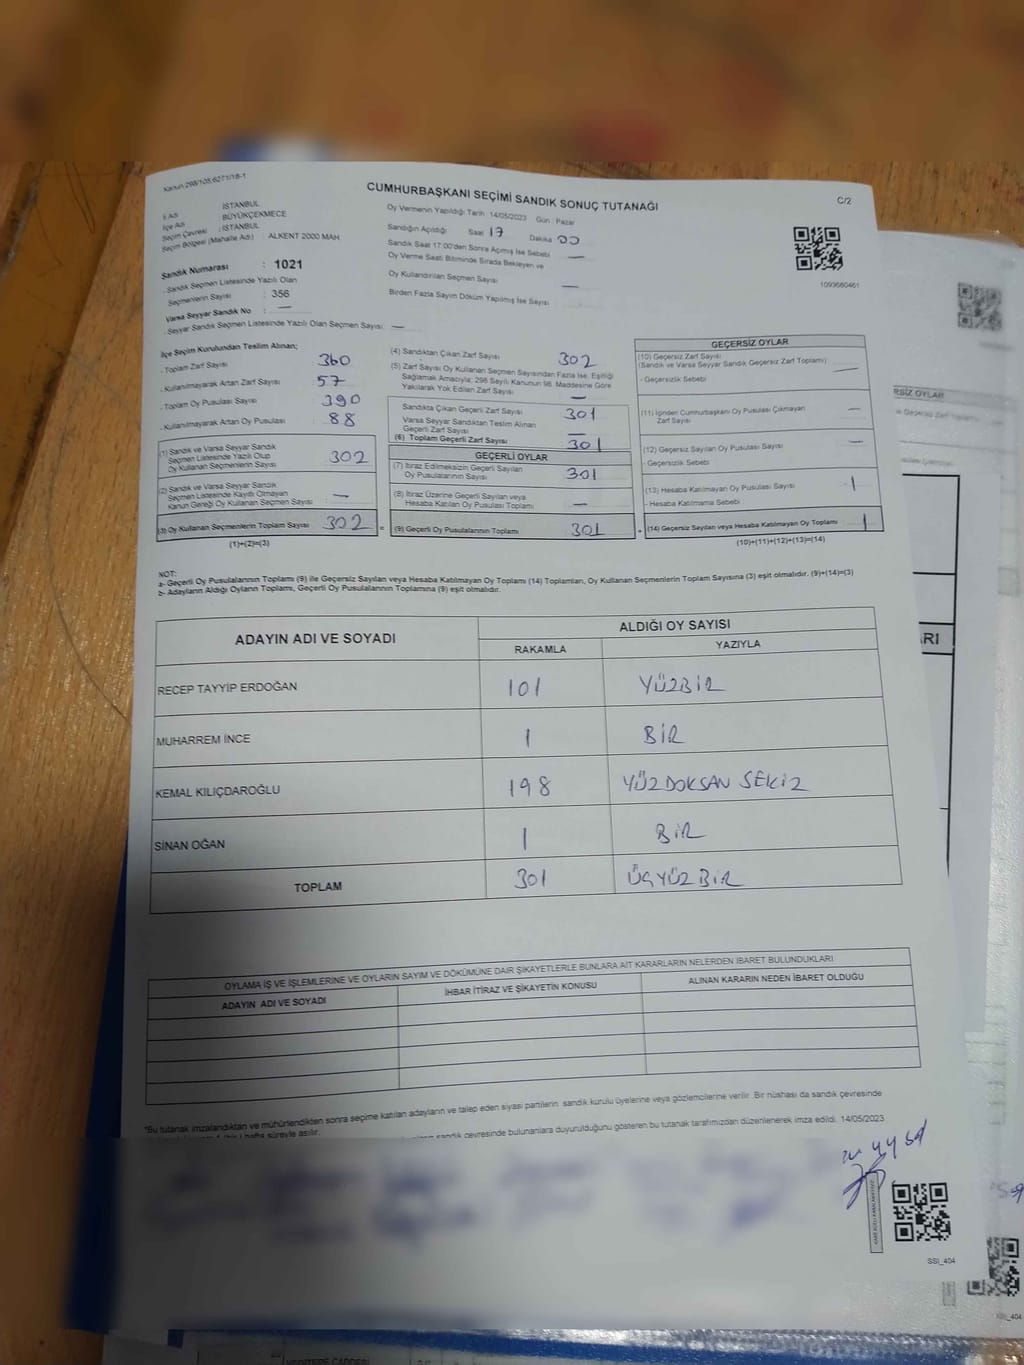 Kanun:298/105,6271/18-1
CUMHURBAŞKANI SEÇİMİ SANDIK SONUÇ TUTANAĞI
C/2
İl Adı : İSTANBUL
İlçe Adı : BÜYÜKÇEKMECE
Seçim Çevresi : İSTANBUL
Seçim Bölgesi (Mahalle Adı) : ALKENT 2000 MAH
Oy Vermenin Yapıldığı Tarih : 14/05/2023 Gün : Pazar
Sandığın Açıldığı Saat 17 Dakika 00
Sandık Saat 17:00'den Sonra Açılmış İse Sebebi —
Oy Verme Saati Bitiminde Sırada Bekleyen ve
Oy Kullandırılan Seçmen Sayısı —
Birden Fazla Sayım Döküm Yapılmış İse Sayısı
1093680461
Sandık Numarası : 1021
- Sandık Seçmen Listesinde Yazılı Olan
Seçmenlerin Sayısı : 356
Varsa Seyyar Sandık No : —
- Seyyar Sandık Seçmen Listesinde Yazılı Olan Seçmen Sayısı: —
İlçe Seçim Kurulundan Teslim Alınan;
- Toplam Zarf Sayısı 360
- Kullanılmayarak Artan Zarf Sayısı 57
- Toplam Oy Pusulası Sayısı 390
- Kullanılmayarak Artan Oy Pusulası 88
(1) Sandık ve Varsa Seyyar Sandık
Seçmen Listesinde Yazılı Olup
Oy Kullanan Seçmenlerin Sayısı 302
(2) Sandık ve Varsa Seyyar Sandık
Seçmen Listesinde Kayıtlı Olmayan
Kanun Gereği Oy Kullanan Seçmen Sayısı —
(3) Oy Kullanan Seçmenlerin Toplam Sayısı 302 =
(1)+(2)=(3)
(4) Sandıktan Çıkan Zarf Sayısı 302
(5) Zarf Sayısı Oy Kullanan Seçmen Sayısından Fazla İse, Eşitliği
Sağlamak Amacıyla; 298 Sayılı Kanunun 98. Maddesine Göre
Yakılarak Yok Edilen Zarf Sayısı —
Sandıkta Çıkan Geçerli Zarf Sayısı 301
Varsa Seyyar Sandıktan Teslim Alınan
Geçerli Zarf Sayısı —
(6) Toplam Geçerli Zarf Sayısı 301
GEÇERLİ OYLAR
(7) İtiraz Edilmeksizin Geçerli Sayılan
Oy Pusulalarının Sayısı 301
(8) İtiraz Üzerine Geçerli Sayılan veya
Hesaba Katılan Oy Pusulası Toplamı —
(9) Geçerli Oy Pusulalarının Toplamı 301 +
GEÇERSİZ OYLAR
(10) Geçersiz Zarf Sayısı
(Sandık ve Varsa Seyyar Sandık Geçersiz Zarf Toplamı) —
- Geçersizlik Sebebi
(11) İçinden Cumhurbaşkanı Oy Pusulası Çıkmayan
Zarf Sayısı —
(12) Geçersiz Sayılan Oy Pusulası Sayısı —
- Geçersizlik Sebebi
(13) Hesaba Katılmayan Oy Pusulası Sayısı 1
- Hesaba Katılmama Sebebi
(14) Geçersiz Sayılan veya Hesaba Katılmayan Oy Toplamı 1
(10)+(11)+(12)+(13)=(14)
NOT:
a- Geçerli Oy Pusulalarının Toplamı (9) ile Geçersiz Sayılan veya Hesaba Katılmayan Oy Toplamı (14) Toplamları, Oy Kullanan Seçmenlerin Toplam Sayısına (3) eşit olmalıdır. (9)+(14)=(3)
b- Adayların Aldığı Oyların Toplamı, Geçerli Oy Pusulalarının Toplamına (9) eşit olmalıdır.
ADAYIN ADI VE SOYADI
ALDIĞI OY SAYISI
RAKAMLA YAZIYLA
RECEP TAYYİP ERDOĞAN 101 YÜZBİR
MUHARREM İNCE 1 BİR
KEMAL KILIÇDAROĞLU 198 YÜZDOKSAN SEKİZ
SİNAN OĞAN 1 BİR
TOPLAM 301 ÜÇYÜZBİR
OYLAMA İŞ VE İŞLEMLERİNE VE OYLARIN SAYIM VE DÖKÜMÜNE DAİR ŞİKAYETLERLE BUNLARA AİT KARARLARIN NELERDEN İBARET BULUNDUKLARI
ADAYIN ADI VE SOYADI İHBAR İTİRAZ VE ŞİKAYETİN KONUSU ALINAN KARARIN NEDEN İBARET OLDUĞU
*Bu tutanak imzalandıktan ve mühürlendikten sonra seçime katılan adayların ve talep eden siyasi partilerin sandık kurulu üyelerine veya gözlemcilerine verilir. Bir nüshası da sandık çevresinde
hafta süreyle asılır.
sandık çevresinde bulunanlara duyurulduğunu gösteren bu tutanak tarafımızdan düzenlenerek imza edildi. 14/05/2023
SSI_404